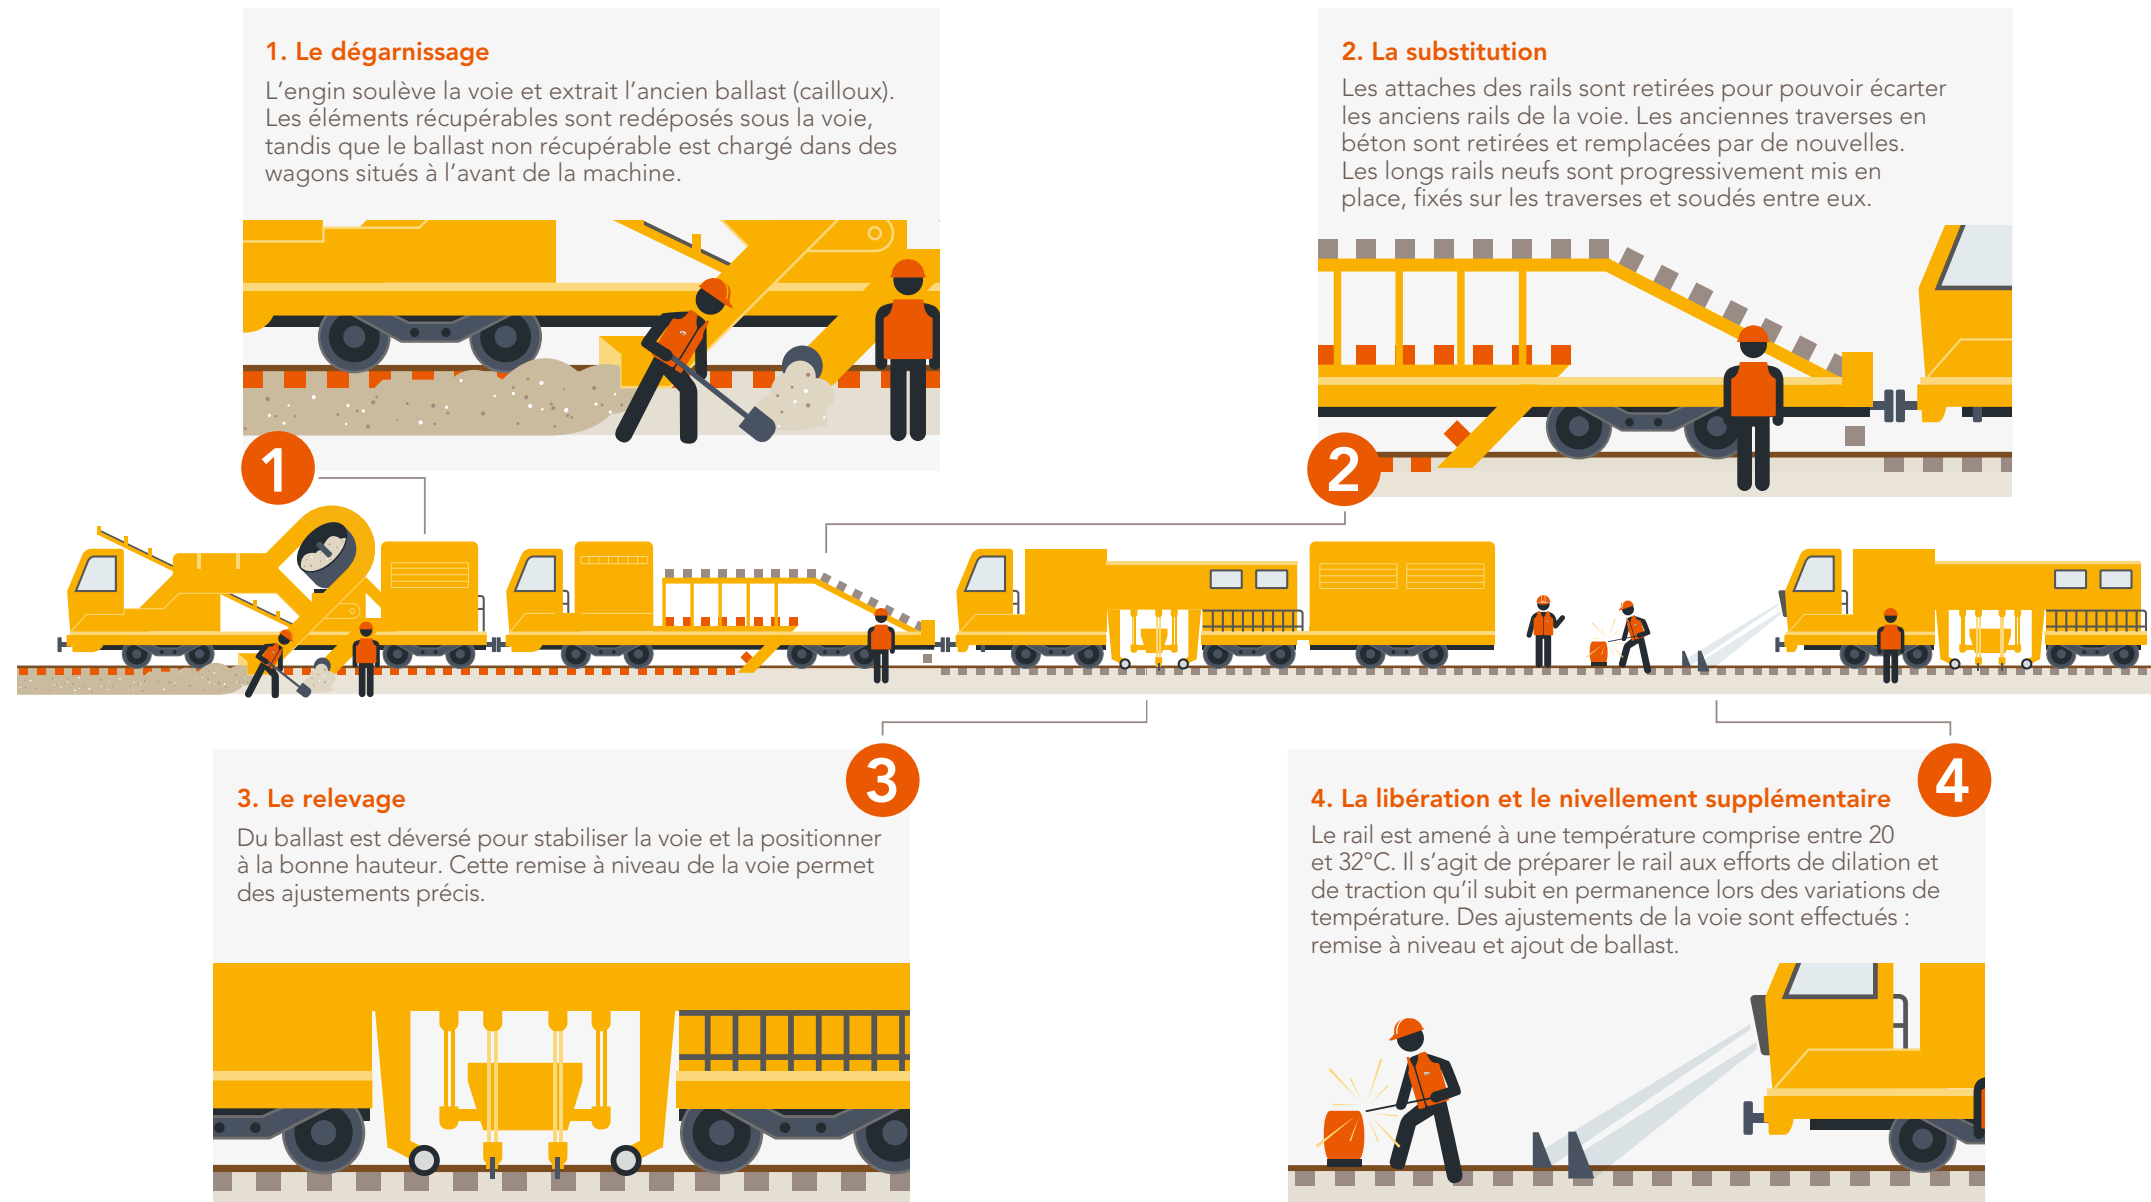 1. Le dégarnissage
L'engin soulève la voie et extrait l'ancien ballast (cailloux).
Les éléments récupérables sont redéposés sous la voie,
tandis que le ballast non récupérable est chargé dans des
wagons situés à l'avant de la machine.
2. La substitution
Les attaches des rails sont retirées pour pouvoir écarter
les anciens rails de la voie. Les anciennes traverses en
béton sont retirées et remplacées par de nouvelles.
Les longs rails neufs sont progressivement mis en
place, fixés sur les traverses et soudés entre eux.
1
2
3
4
3. Le relevage
Du ballast est déversé pour stabiliser la voie et la positionner
à la bonne hauteur. Cette remise à niveau de la voie permet
des ajustements précis.
4. La libération et le nivellement supplémentaire
Le rail est amené à une température comprise entre 20
et 32°C. Il s'agit de préparer le rail aux efforts de dilation et
de traction qu'il subit en permanence lors des variations de
température. Des ajustements de la voie sont effectués :
remise à niveau et ajout de ballast.